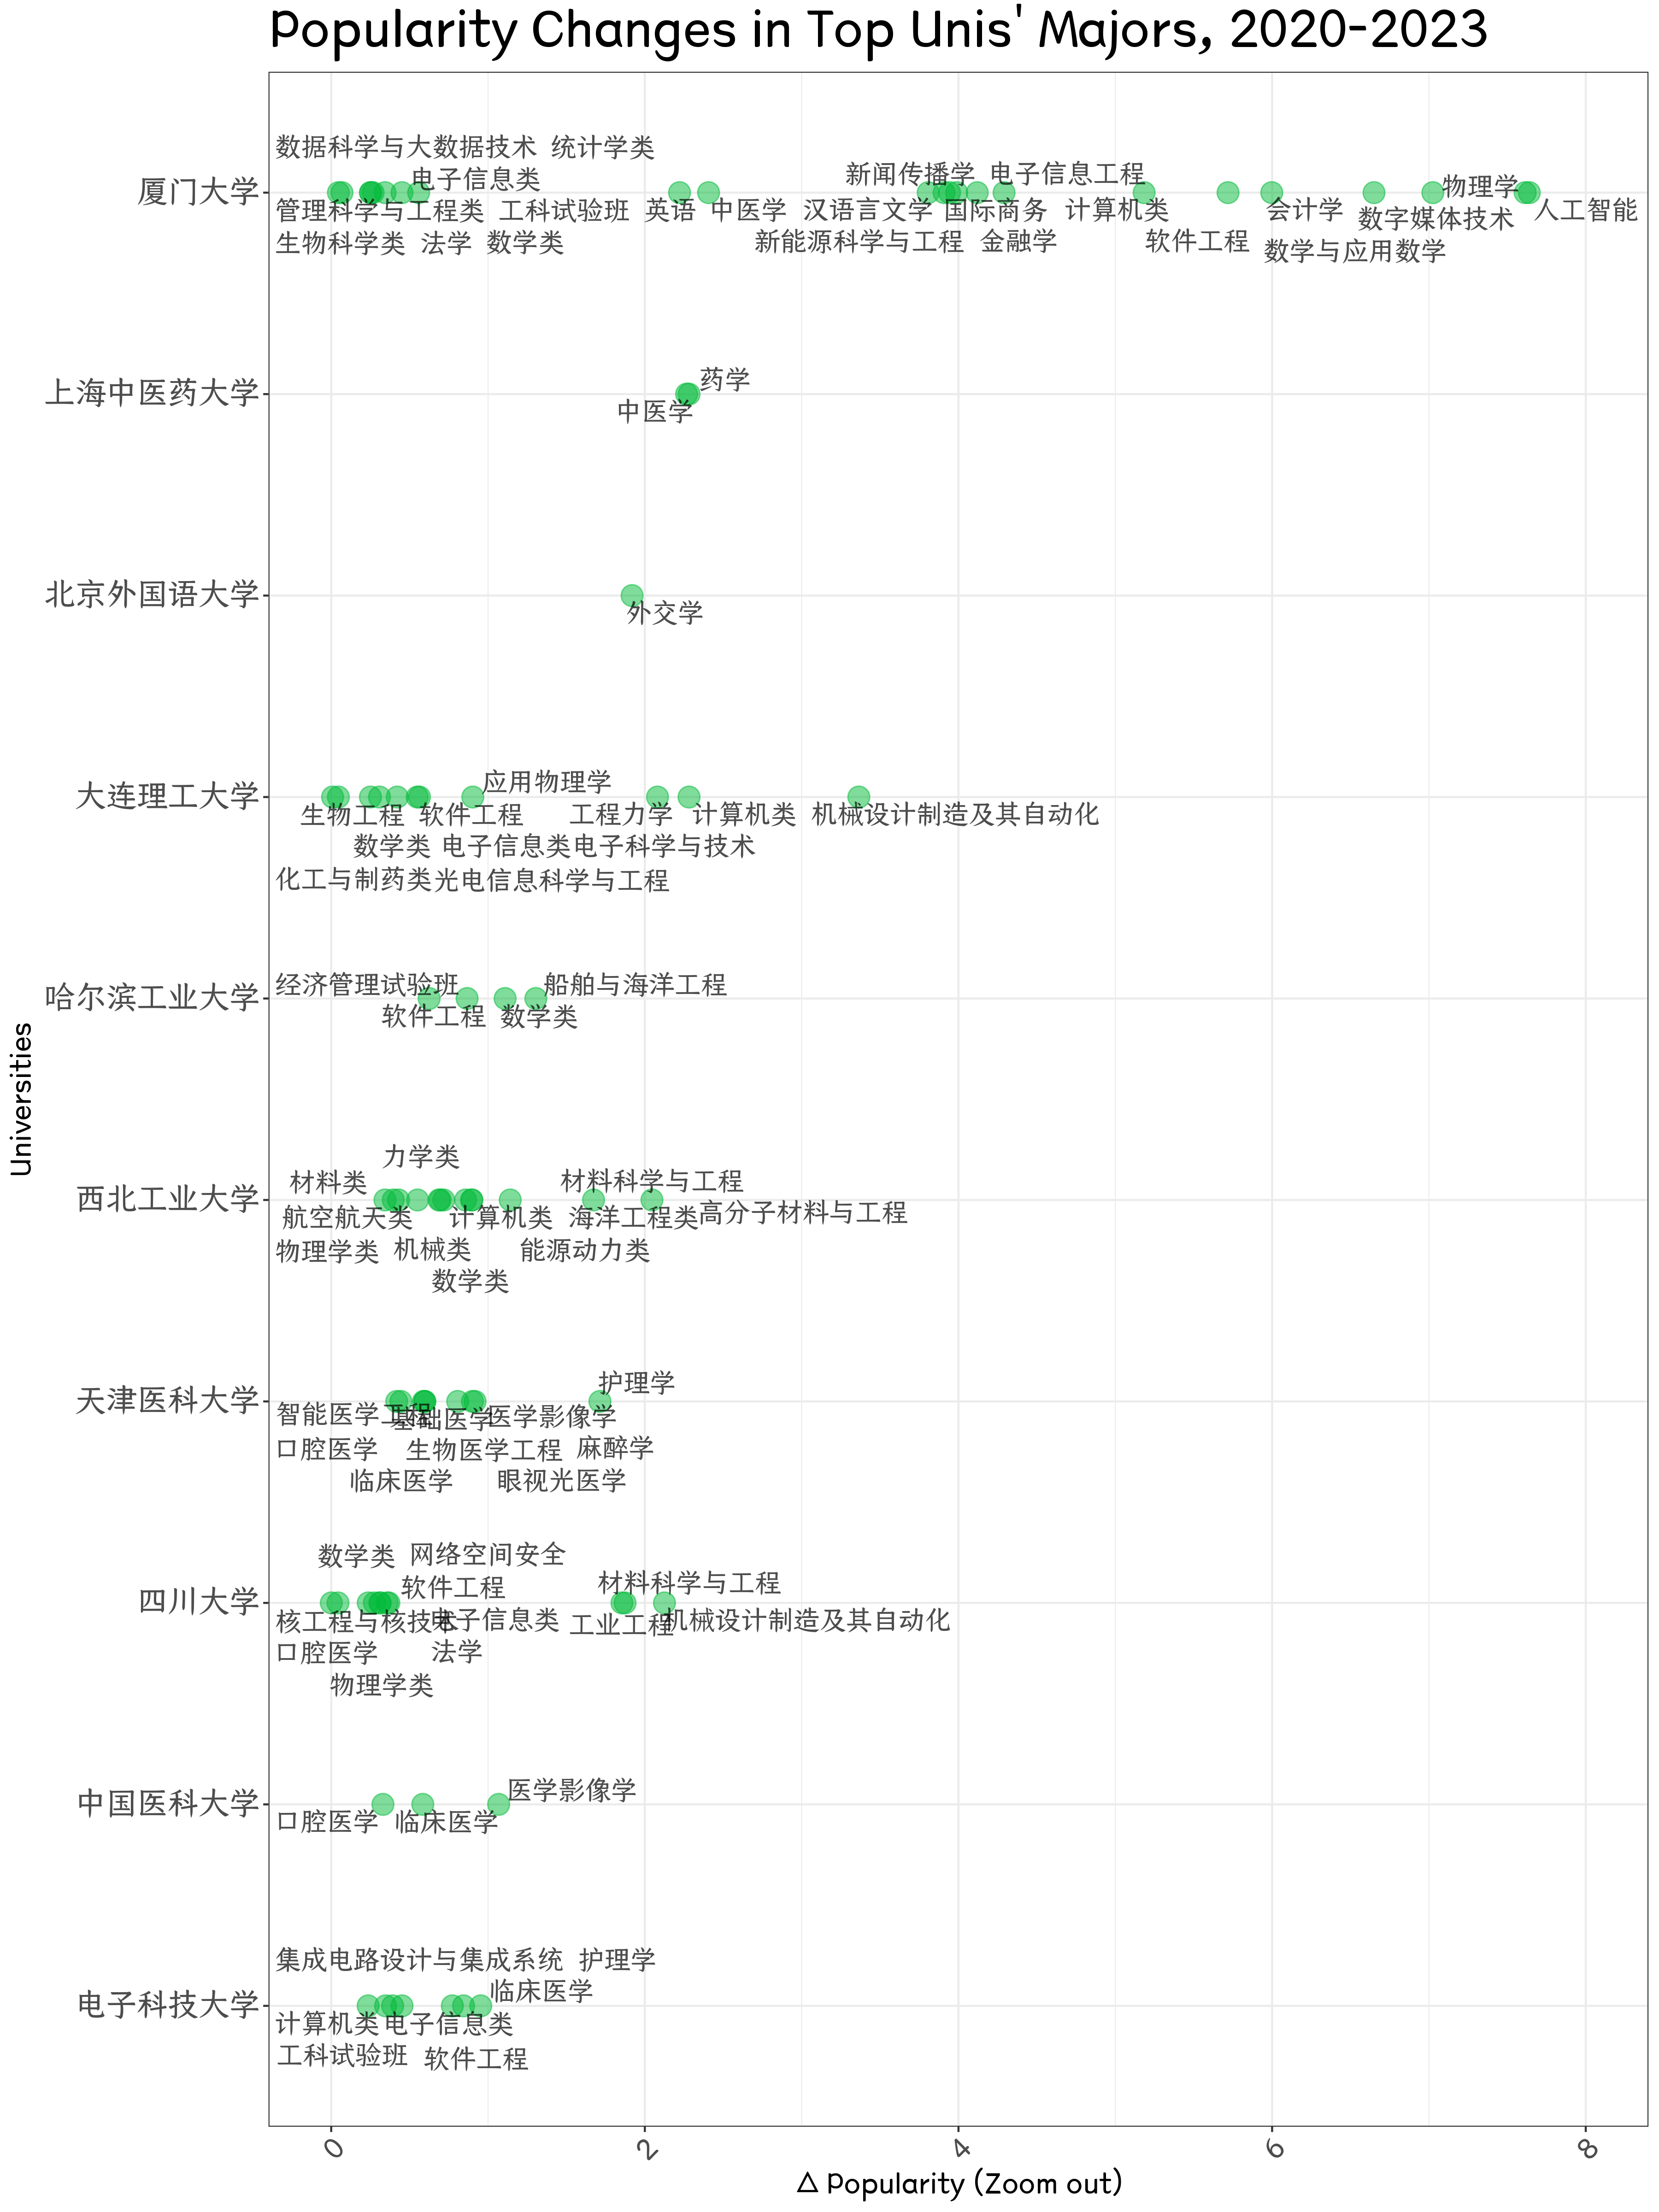 Popularity Changes in Top Unis' Majors, 2020-2023
数据科学与大数据技术 统计学类
电子信息类
新闻传播学 电子信息工程
物理学
厦门大学
管理科学与工程类 工科试验班 英语 中医学 汉语言文学 国际商务 计算机类 会计学 数字媒体技术 人工智能
生物科学类 法学 数学类 新能源科学与工程 金融学 软件工程 数学与应用数学
药学
上海中医药大学
中医学
北京外国语大学
外交学
应用物理学
大连理工大学
生物工程 软件工程 工程力学 计算机类 机械设计制造及其自动化
数学类 电子信息类 电子科学与技术
化工与制药类 光电信息科学与工程
经济管理试验班 船舶与海洋工程
哈尔滨工业大学
软件工程 数学类
力学类
材料类 材料科学与工程
西北工业大学
航空航天类 计算机类 海洋工程类 高分子材料与工程
物理学类 机械类 能源动力类
数学类
护理学
天津医科大学
智能医学工程 基础医学 医学影像学
口腔医学 生物医学工程 麻醉学
临床医学 眼视光医学
数学类 网络空间安全
软件工程 材料科学与工程
四川大学
核工程与核技术 电子信息类 工业工程 机械设计制造及其自动化
口腔医学 法学
物理学类
医学影像学
中国医科大学
口腔医学 临床医学
集成电路设计与集成系统 护理学
临床医学
电子科技大学
计算机类 电子信息类
工科试验班 软件工程
Universities
0 2 4 6 8
△ Popularity (Zoom out)